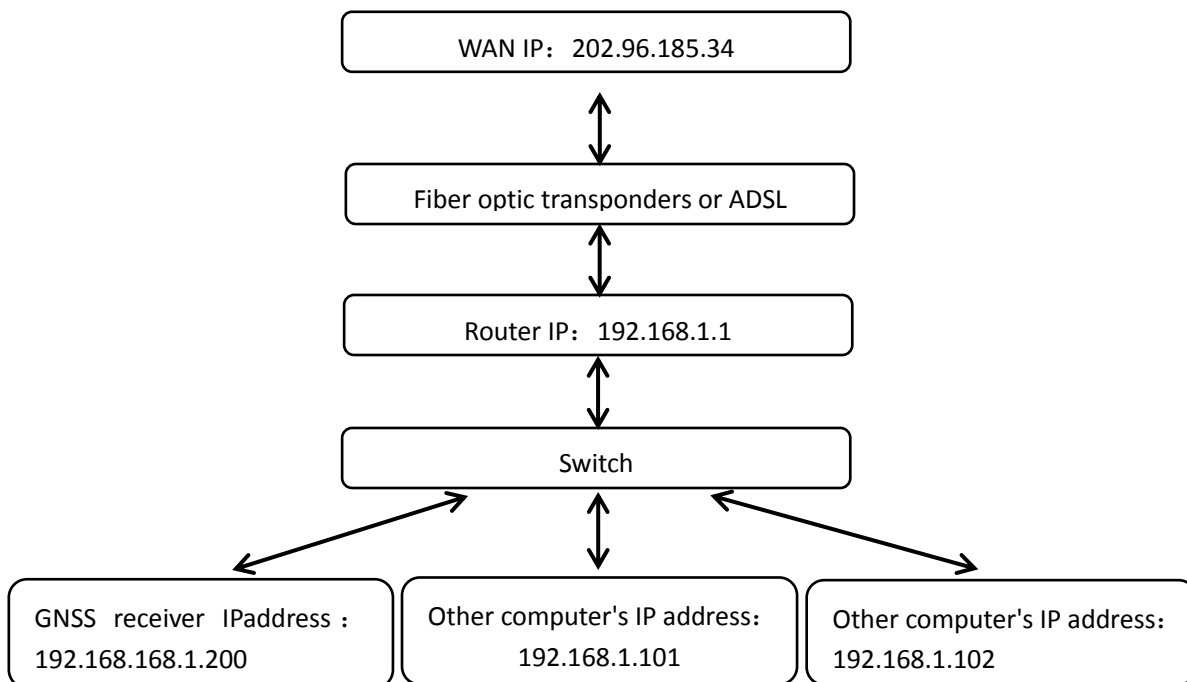 WAN IP：202.96.185.34
Fiber optic transponders or ADSL
Router IP：192.168.1.1
Switch
GNSS receiver IPaddress：
192.168.168.1.200
Other computer's IP address：
192.168.1.101
Other computer's IP address：
192.168.1.102